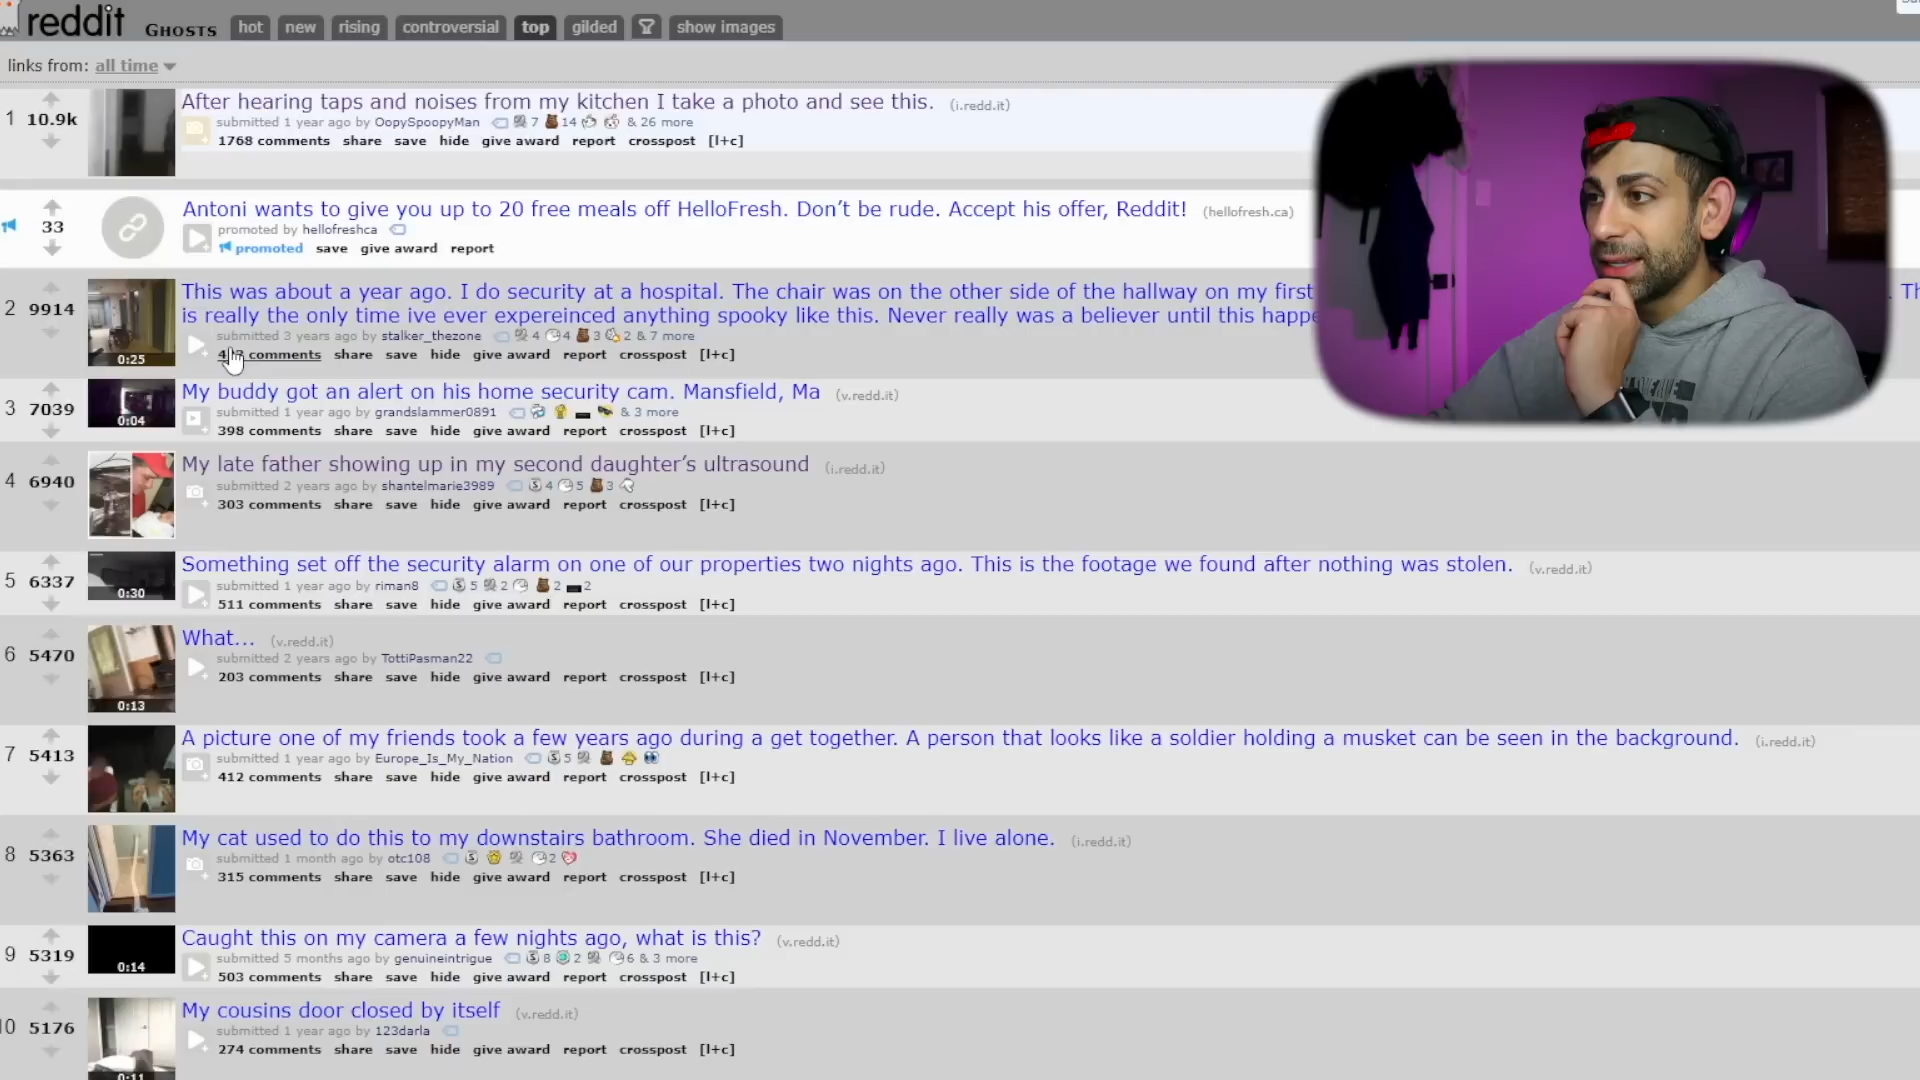 reddit GHOSTS hot new rising controversial top gilded show images
links from: all time
1 10.9k After hearing taps and noises from my kitchen I take a photo and see this. (i.redd.it)
submitted 1 year ago by OopySpoopyMan 7 14 & 26 more
1768 comments share save hide give award report crosspost [l+c]
33 Antoni wants to give you up to 20 free meals off HelloFresh. Don't be rude. Accept his offer, Reddit! (hellofresh.ca)
promoted by hellofreshca
promoted save give award report
2 9914 This was about a year ago. I do security at a hospital. The chair was on the other side of the hallway on my first
is really the only time ive ever expereinced anything spooky like this. Never really was a believer until this
submitted 3 years ago by stalker_thezone 4 4 3 2 & 7 more
0:25 comments share save hide give award report crosspost [l+c]
3 7039 My buddy got an alert on his home security cam. Mansfield, Ma (v.redd.it)
submitted 1 year ago by grandslammer0891 & 3 more
0:04 398 comments share save hide give award report crosspost [l+c]
4 6940 My late father showing up in my second daughter's ultrasound (i.redd.it)
submitted 2 years ago by shantelmarie3989 4 5 3
303 comments share save hide give award report crosspost [l+c]
5 6337 Something set off the security alarm on one of our properties two nights ago. This is the footage we found after nothing was stolen. (v.redd.it)
submitted 1 year ago by riman8 5 2 2 2
0:30 511 comments share save hide give award report crosspost [l+c]
6 5470 What... (v.redd.it)
submitted 2 years ago by TottiPasman22
203 comments share save hide give award report crosspost [l+c]
0:13
7 5413 A picture one of my friends took a few years ago during a get together. A person that looks like a soldier holding a musket can be seen in the background. (i.redd.it)
submitted 1 year ago by Europe_Is_My_Nation 5
412 comments share save hide give award report crosspost [l+c]
8 5363 My cat used to do this to my downstairs bathroom. She died in November. I live alone. (i.redd.it)
submitted 1 month ago by otc108 2
315 comments share save hide give award report crosspost [l+c]
9 5319 Caught this on my camera a few nights ago, what is this? (v.redd.it)
submitted 5 months ago by genuineintrigue 8 2 6 & 3 more
0:14 503 comments share save hide give award report crosspost [l+c]
5176 My cousins door closed by itself (v.redd.it)
submitted 1 year ago by 123darla
274 comments share save hide give award report crosspost [l+c]
0:11